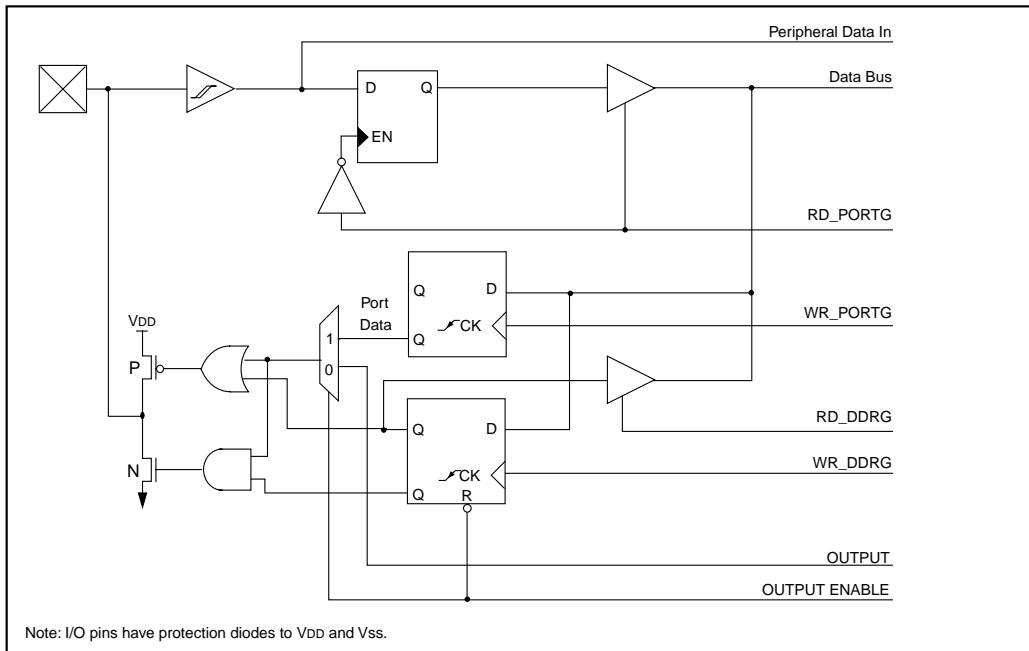 Peripheral Data In
D
Q
Data Bus
EN
RD_PORTG
Q
D
Port
Data
CK
WR_PORTG
Q
VDD
1
P
0
RD_DDRG
Q
D
N
CK
WR_DDRG
Q
R
OUTPUT
OUTPUT ENABLE
Note: I/O pins have protection diodes to VDD and Vss.